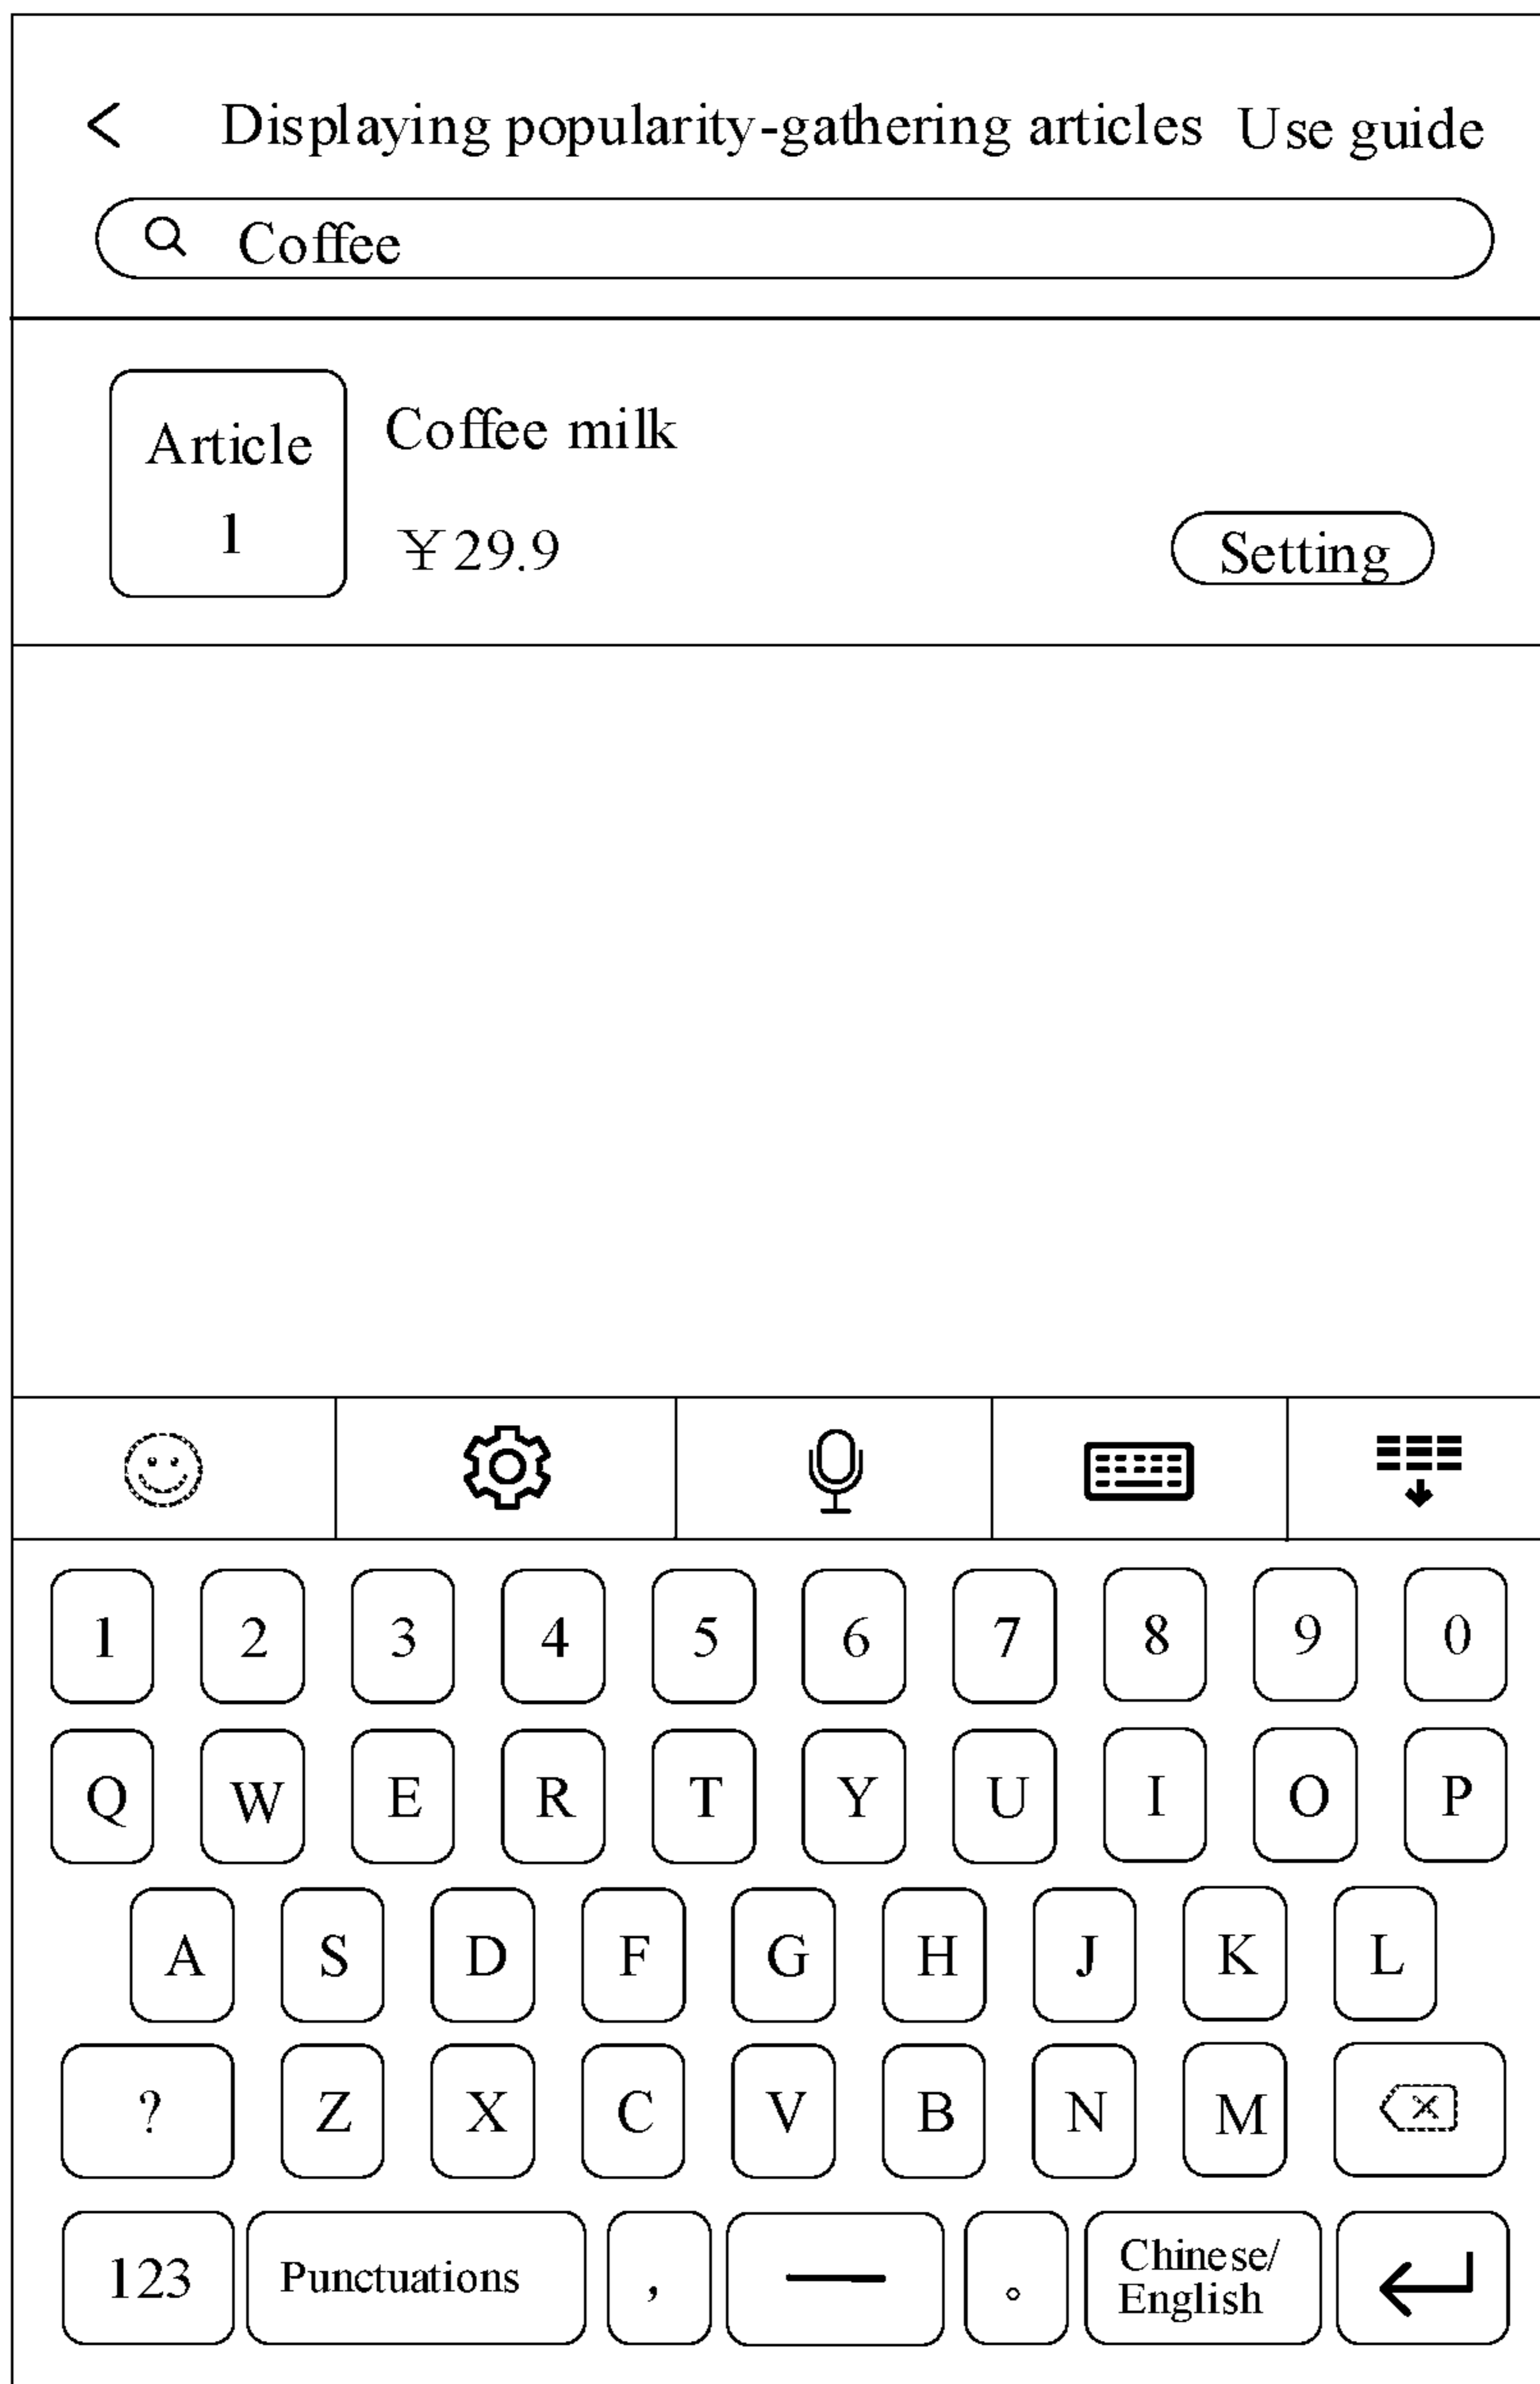 < Displaying popularity-gathering articles Use guide
Coffee
Article
1
Coffee milk
¥29.9
Setting
1 2 3 4 5 6 7 8 9 0
Q W E R T Y U I O P
A S D F G H J K L
? Z X C V B N M
123 Punctuations , — 。 Chinese/
English